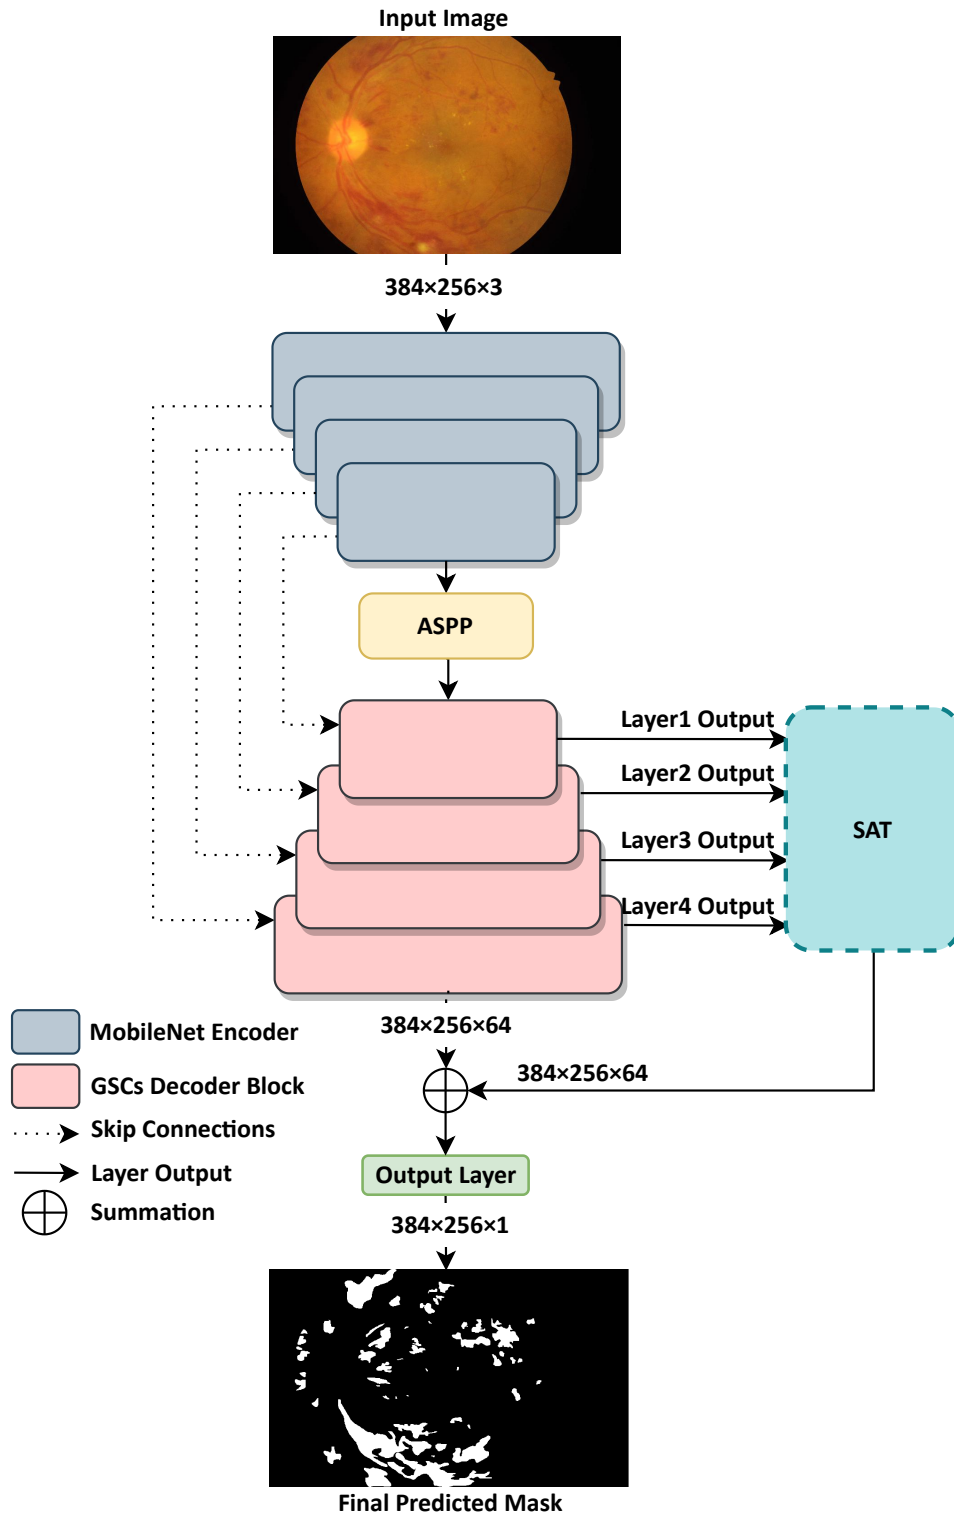 Input Image
384×256×3
ASPP
Layer1 Output
Layer2 Output
SAT
Layer3 Output
Layer4 Output
384×256×64
MobileNet Encoder
384×256×64
GSCs Decoder Block
Skip Connections
Layer Output
Output Layer
Summation
384×256×1
Final Predicted Mask